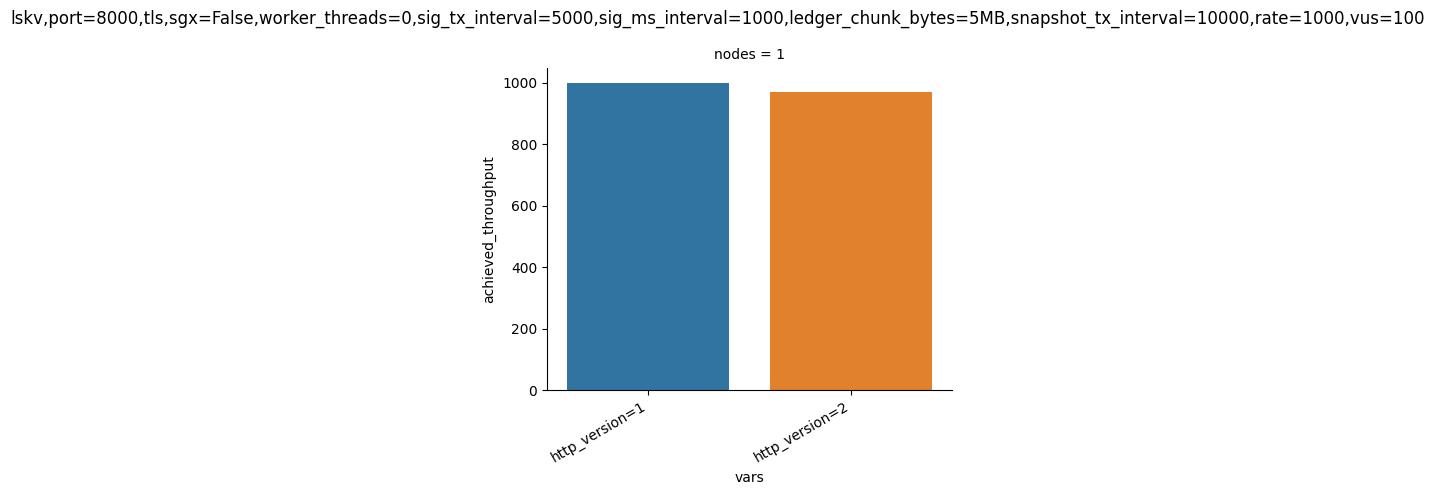 lskv,port=8000,tls,sgx=False,worker_threads=0,sig_tx_interval=5000,sig_ms_interval=1000,ledger_chunk_bytes=5MB,snapshot_tx_interval=10000,rate=1000,vus=100
nodes = 1
1000
800
600
400
200
0
achieved_throughput
http_version=1
http_version=2
vars